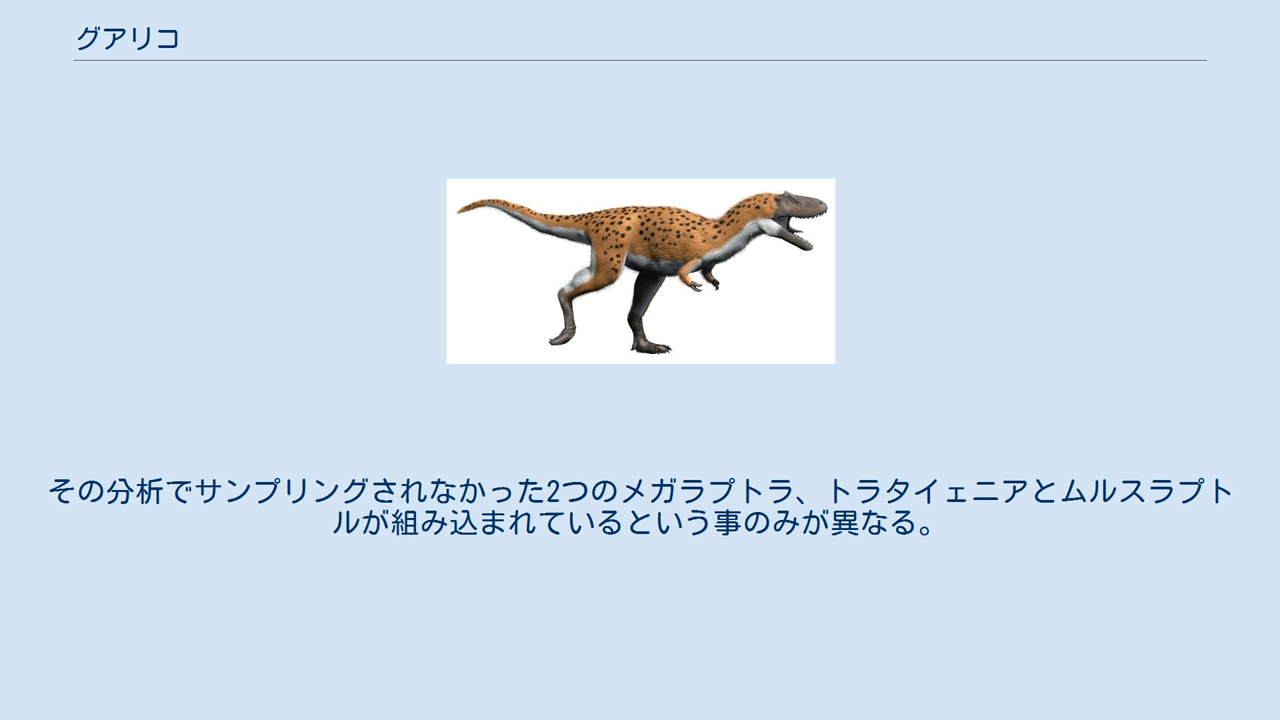 グアリコ
その分析でサンプリングされなかった2つのメガラプトラ、トラタイェニアとムルスラプト
ルが組み込まれているという事のみが異なる。